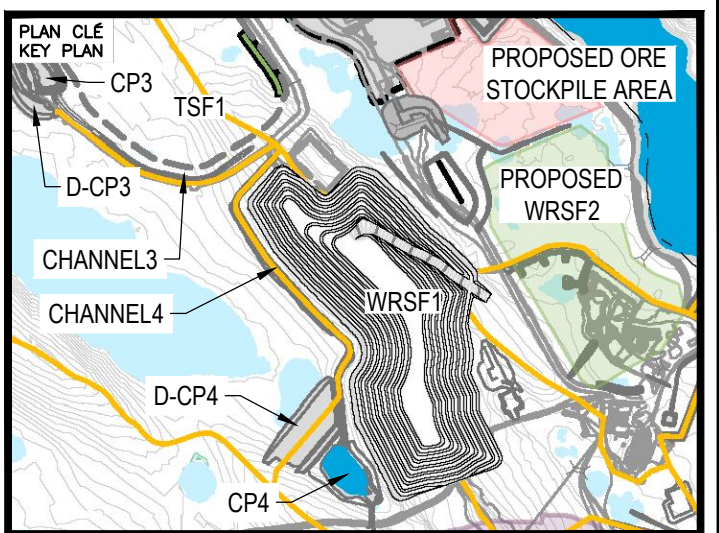 PLAN CLÉ
KEY PLAN
CP3
TSF1
PROPOSED ORE
STOCKPILE AREA
D-CP3
PROPOSED
WRSF2
CHANNEL3
CHANNEL4
WRSF1
D-CP4
CP4